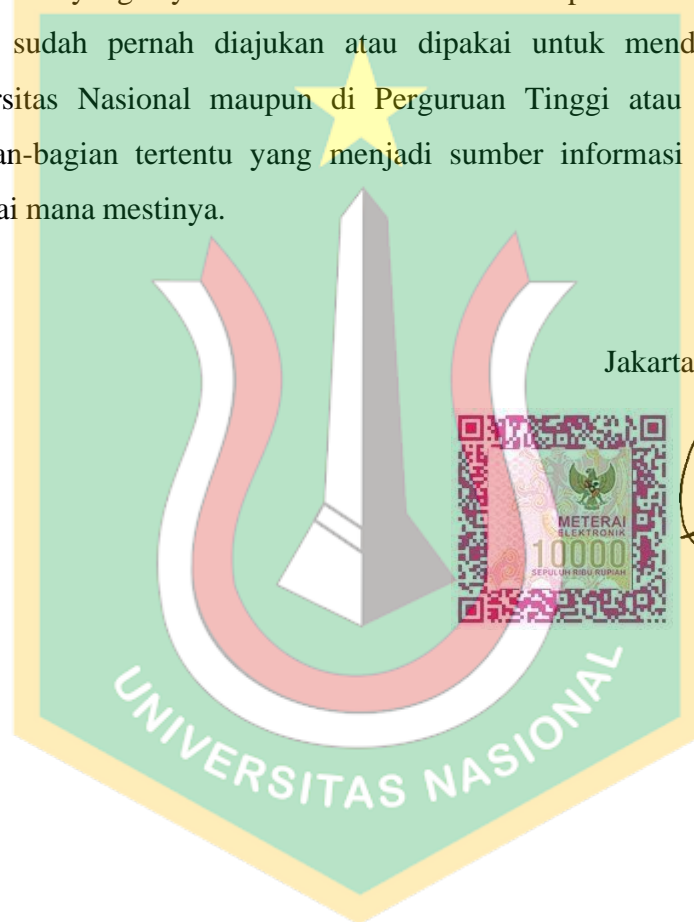 sudah pernah diajukan atau dipakai untuk mend
rsitas Nasional maupun di Perguruan Tinggi atau
an-bagian tertentu yang menjadi sumber informasi
ai mana mestinya.
Jakarta
METERAI
ELEKTRONIK
10000
SEPULUH RIBU RUPIAH
UNIVERSITAS NASIONAL